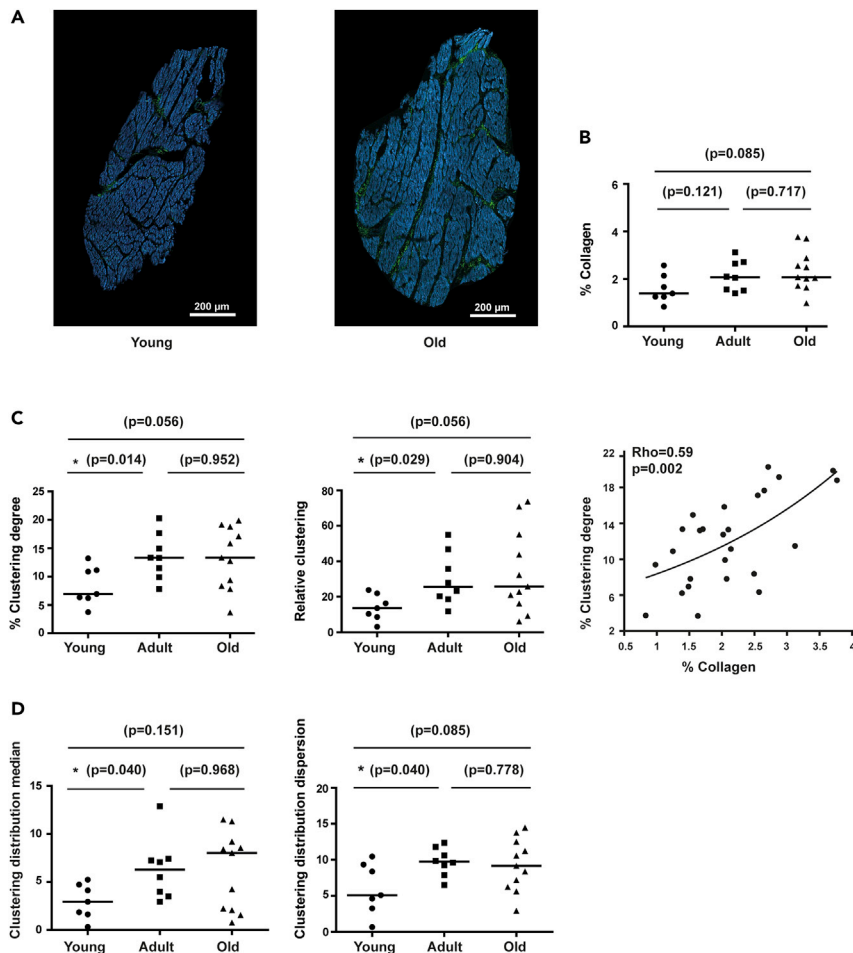 A
200 µm
Young
200 µm
Old
B
(p=0.085)
(p=0.121)
(p=0.717)
% Collagen
6
4
2
0
Young
Adult
Old
C
(p=0.056)
* (p=0.014)
(p=0.952)
% Clustering degree
25
20
15
10
5
0
Young
Adult
Old
(p=0.056)
* (p=0.029)
(p=0.904)
Relative clustering
80
60
40
20
0
Young
Adult
Old
Rho=0.59
p=0.002
% Clustering degree
22
18
14
10
6
2
0.5
1
1.5
2
2.5
3
3.5
4
% Collagen
D
(p=0.151)
* (p=0.040)
(p=0.968)
Clustering distribution median
15
10
5
0
Young
Adult
Old
(p=0.085)
* (p=0.040)
(p=0.778)
Clustering distribution dispersion
20
15
10
5
0
Young
Adult
Old